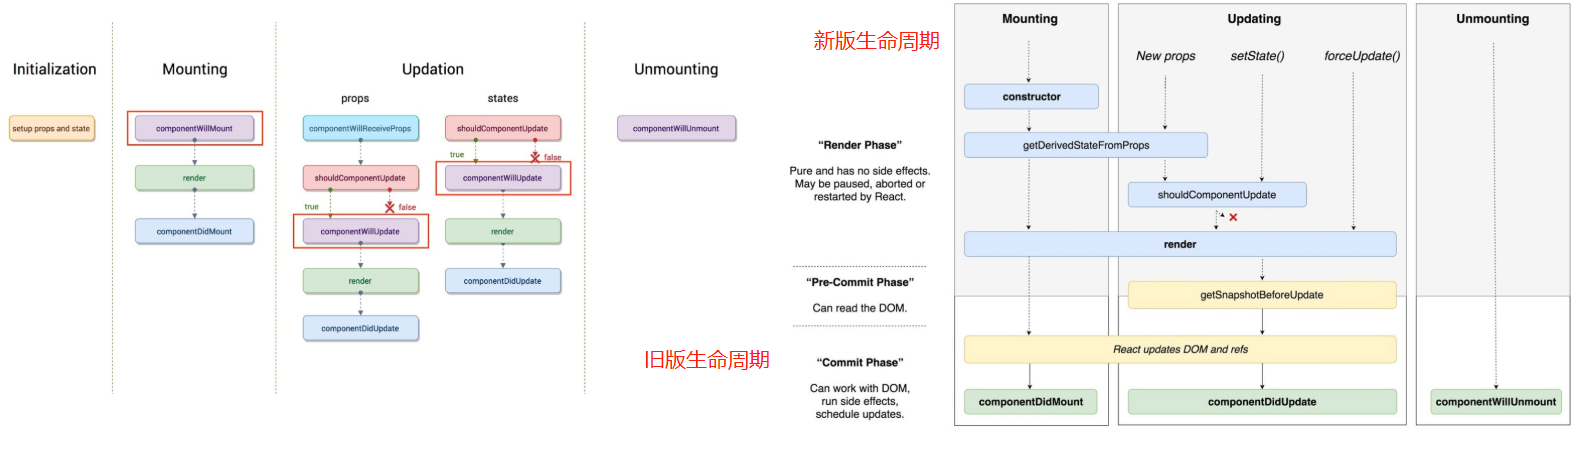 Initialization
Mounting
Updation
Unmounting
props
states
setup props and state
componentWillMount
componentWillReceiveProps
shouldComponentUpdate
componentWillUnmount
true
false
render
shouldComponentUpdate
componentWillUpdate
true
false
componentDidMount
componentWillUpdate
render
render
componentDidUpdate
componentDidUpdate
旧版生命周期
新版生命周期
Mounting
Updating
Unmounting
New props
setState()
forceUpdate()
constructor
“Render Phase”
Pure and has no side effects.
May be paused, aborted or
restarted by React.
getDerivedStateFromProps
shouldComponentUpdate
render
“Pre-Commit Phase”
Can read the DOM.
getSnapshotBeforeUpdate
“Commit Phase”
Can work with DOM,
run side effects,
schedule updates.
React updates DOM and refs
componentDidMount
componentDidUpdate
componentWillUnmount